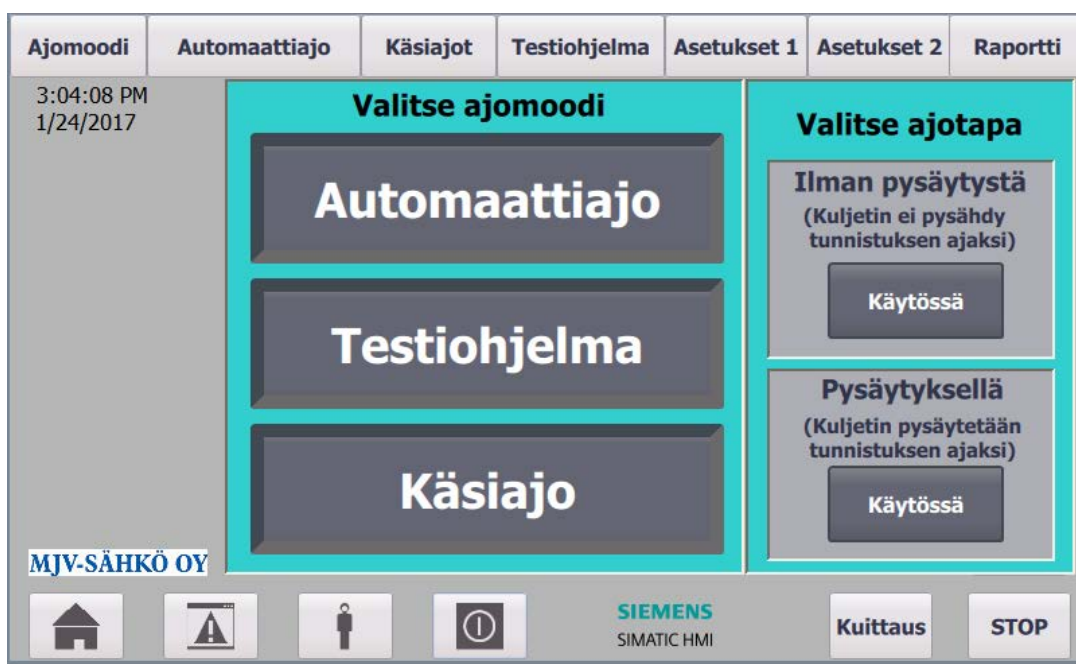 Ajomoodi
Automaattiajo
Käsiajot
Testiohjelma
Asetukset 1
Asetukset 2
Raportti
3:04:08 PM
1/24/2017
Valitse ajomoodi
Automaattiajo
Testiohjelma
Käsiajo
Valitse ajotapa
Ilman pysäytystä
(Kuljetin ei pysähdy
tunnistuksen ajaksi)
Käytössä
Pysäytyksellä
(Kuljetin pysäytetään
tunnistuksen ajaksi)
Käytössä
MJV-SÄHKÖ OY
SIEMENS
SIMATIC HMI
Kuittaus
STOP